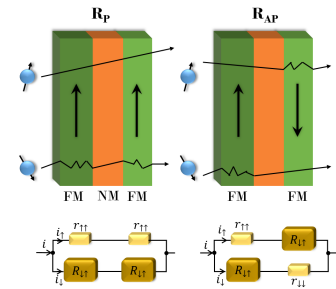 R_P R_AP
FM NM FM FM FM
i i↑ r↑↑ r↑↑
i↓ R↓↑ R↓↑
i i↑ r↑↑ R↓↑
i↓ R↓↑ r↓↓